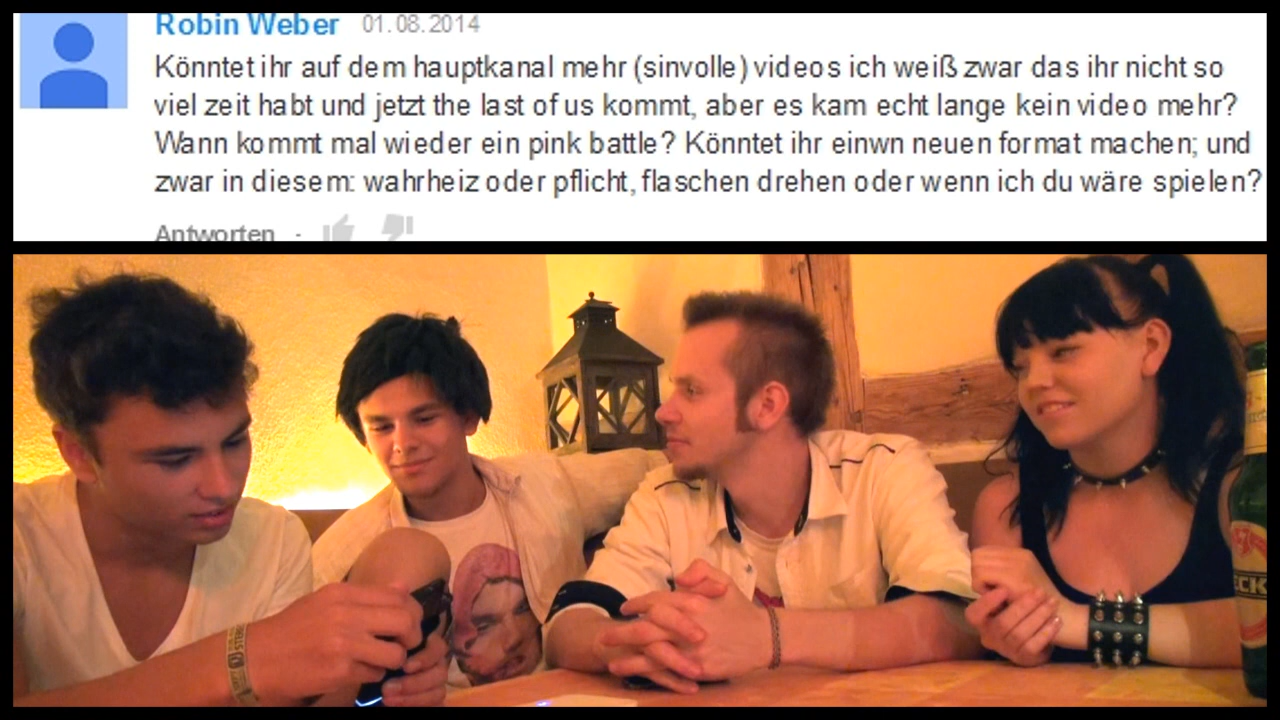 Robin Weber 01.08.2014
Könntet ihr auf dem hauptkanal mehr (sinvolle) videos ich weiß zwar das ihr nicht so
viel zeit habt und jetzt the last of us kommt, aber es kam echt lange kein video mehr?
Wann kommt mal wieder ein pink battle? Könntet ihr einwn neuen format machen; und
zwar in diesem: wahrheiz oder pflicht, flaschen drehen oder wenn ich du wäre spielen?
Antworten ·